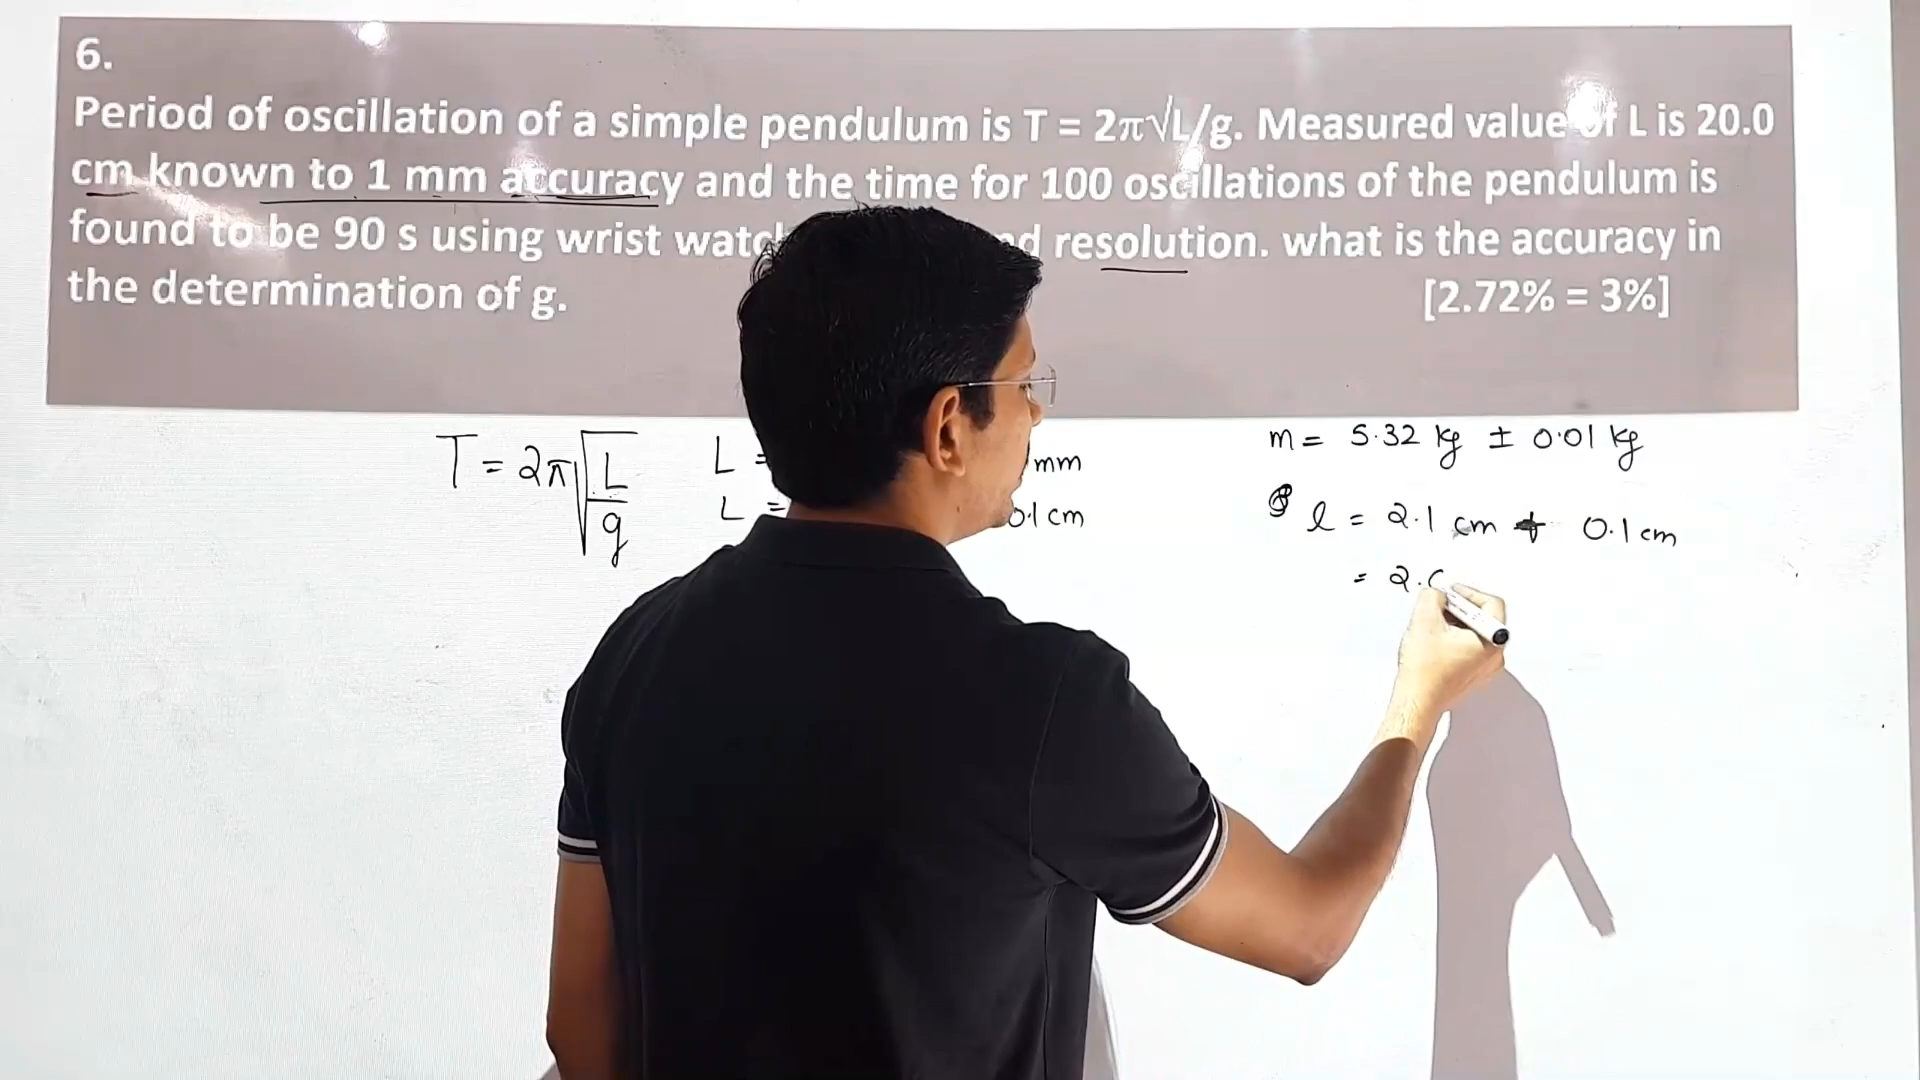 6.
Period of oscillation of a simple pendulum is T = 2π√L/g. Measured value of L is 20.0
cm known to 1 mm accuracy and the time for 100 oscillations of the pendulum is
found to be 90 s using wrist resolution. what is the accuracy in
the determination of g. [2.72% = 3%]
T = 2π√L/g
L = mm
L = 0.1 cm
m = 5.32 kg ± 0.01 kg
l = 2.1 cm + 0.1 cm
= 2.